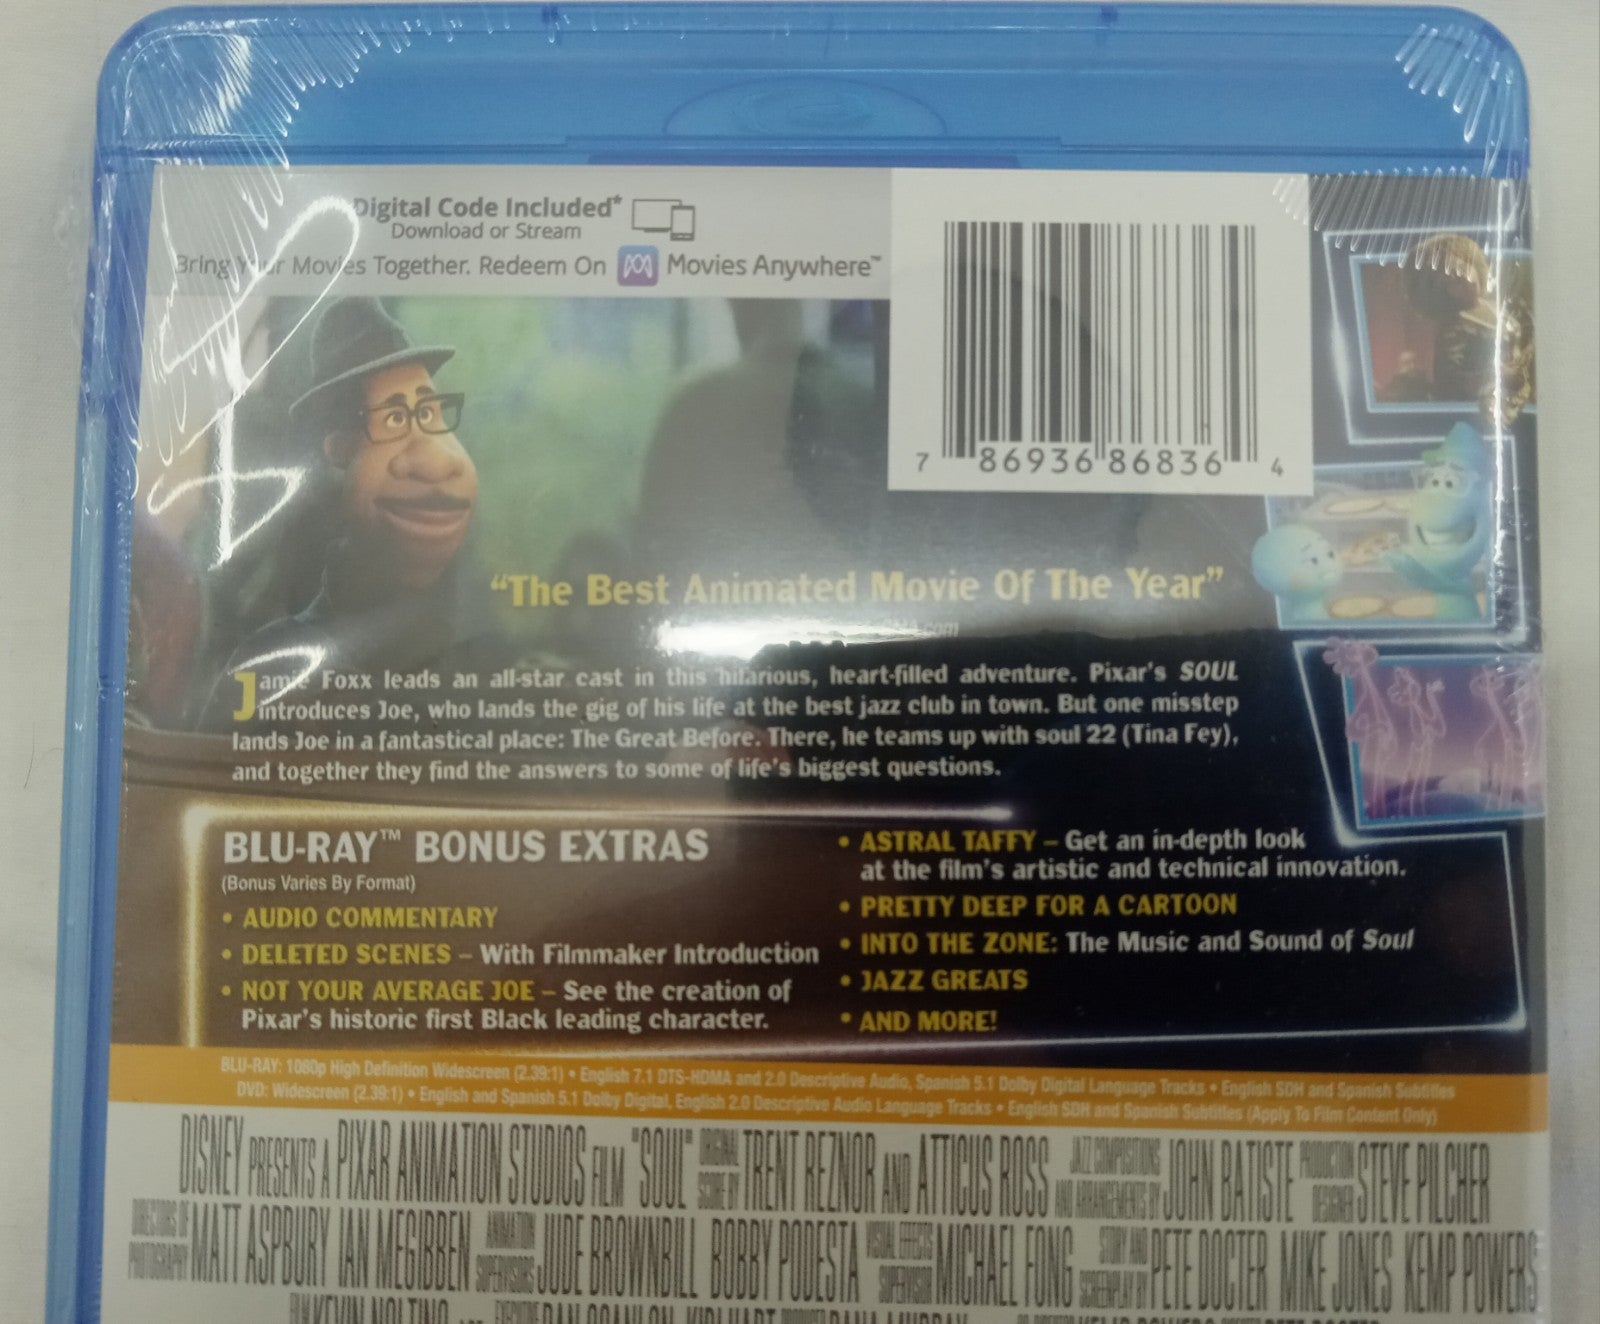 Digital Code Included*
Download or Stream
Bring Your Movies Together. Redeem On Movies Anywhere™
7 86936 86836 4
"The Best Animated Movie Of The Year"
Jamie Foxx leads an all-star cast in this hilarious, heart-filled adventure. Pixar's SOUL
introduces Joe, who lands the gig of his life at the best jazz club in town. But one misstep
lands Joe in a fantastical place: The Great Before. There, he teams up with soul 22 (Tina Fey),
and together they find the answers to some of life's biggest questions.
BLU-RAY™ BONUS EXTRAS
(Bonus Varies By Format)
• AUDIO COMMENTARY
• DELETED SCENES – With Filmmaker Introduction
• NOT YOUR AVERAGE JOE – See the creation of
Pixar's historic first Black leading character.
• ASTRAL TAFFY – Get an in-depth look
at the film's artistic and technical innovation.
• PRETTY DEEP FOR A CARTOON
• INTO THE ZONE: The Music and Sound of Soul
• JAZZ GREATS
• AND MORE!
BLU-RAY: 1080p High Definition Widescreen (2.39:1) • English 7.1 DTS-HDMA and 2.0 Descriptive Audio, Spanish 5.1 Dolby Digital Language Tracks • English SDH and Spanish Subtitles
DVD: Widescreen (2.39:1) • English and Spanish 5.1 Dolby Digital, English 2.0 Descriptive Audio Language Tracks • English SDH and Spanish Subtitles (Apply To Film Content Only)
DISNEY PRESENTS A PIXAR ANIMATION STUDIOS FILM "SOUL" ORIGINAL SCORE BY TRENT REZNOR AND ATTICUS ROSS JAZZ COMPOSITIONS AND ARRANGEMENTS BY JOHN BATISTE PRODUCTION DESIGNER STEVE PILCHER
DIRECTORS OF PHOTOGRAPHY MATT ASPBURY IAN MEGIBBEN ANIMATION SUPERVISORS JUDE BROWNBILL BOBBY PODESTA VISUAL EFFECTS SUPERVISOR MICHAEL FONG STORY AND SCREENPLAY BY PETE DOCTER MIKE JONES KEMP POWERS